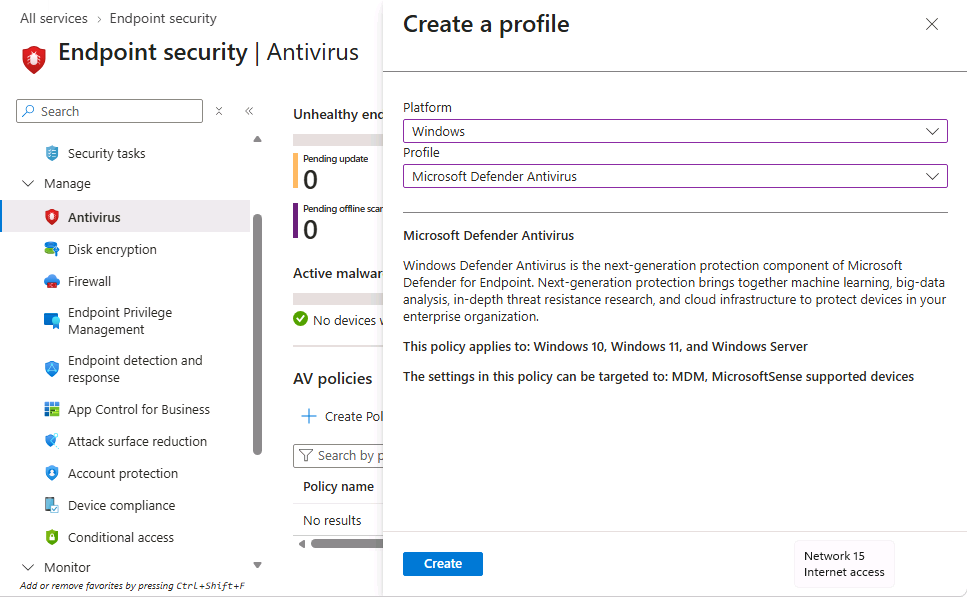 All services › Endpoint security
Endpoint security | Antivirus
Search
Security tasks
Manage
Antivirus
Disk encryption
Firewall
Endpoint Privilege
Management
Endpoint detection and
response
App Control for Business
Attack surface reduction
Account protection
Device compliance
Conditional access
Monitor
Add or remove favorites by pressing Ctrl+Shift+F
Unhealthy end
Pending update
0
Pending offline scan
0
Active malwar
No devices
AV policies
Create Pol
Search by p
Policy name
No results
Create a profile
Platform
Windows
Profile
Microsoft Defender Antivirus
Microsoft Defender Antivirus
Windows Defender Antivirus is the next-generation protection component of Microsoft
Defender for Endpoint. Next-generation protection brings together machine learning, big-data
analysis, in-depth threat resistance research, and cloud infrastructure to protect devices in your
enterprise organization.
This policy applies to: Windows 10, Windows 11, and Windows Server
The settings in this policy can be targeted to: MDM, MicrosoftSense supported devices
Create
Network 15
Internet access